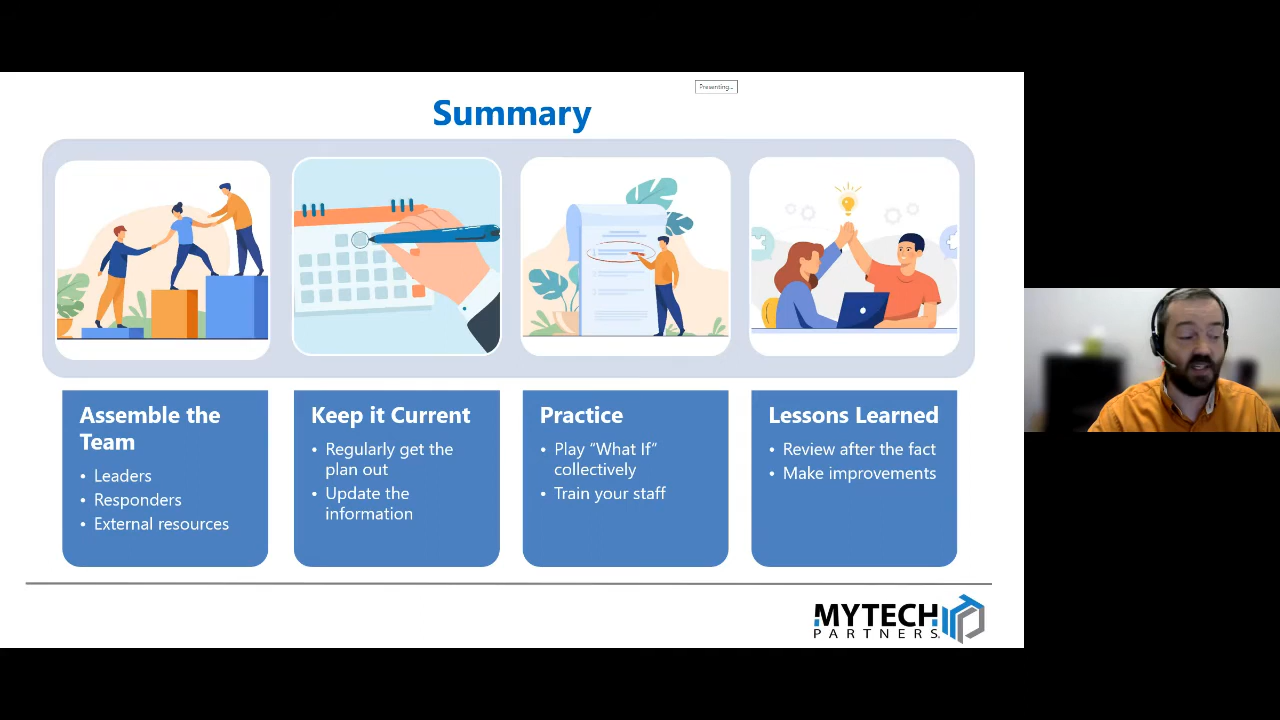 Presenting...
Summary
Assemble the
Team
• Leaders
• Responders
• External resources
Keep it Current
• Regularly get the
plan out
• Update the
information
Practice
• Play “What If”
collectively
• Train your staff
Lessons Learned
• Review after the fact
• Make improvements
MYTECH
PARTNERS